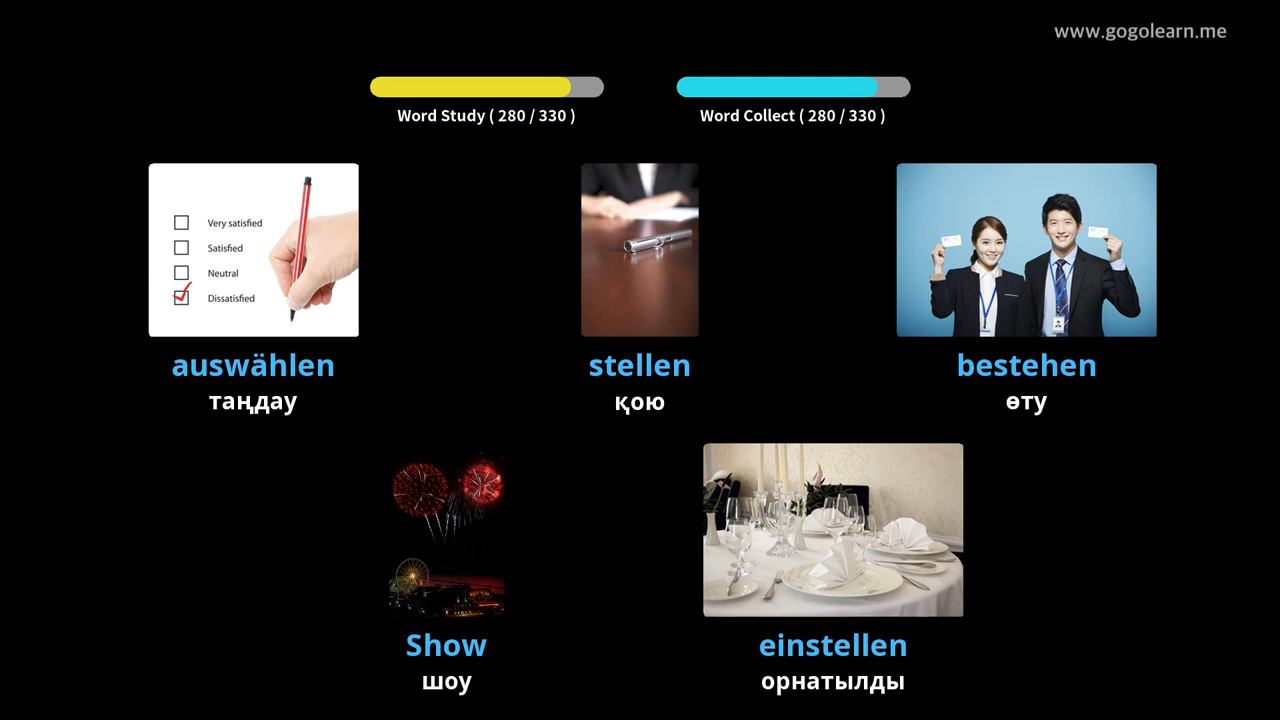 www.gogolearn.me
Word Study ( 280 / 330 )
Word Collect ( 280 / 330 )
Very satisfied
Satisfied
Neutral
Dissatisfied
auswählen
таңдау
stellen
қою
bestehen
өту
Show
шоу
einstellen
орнатылды